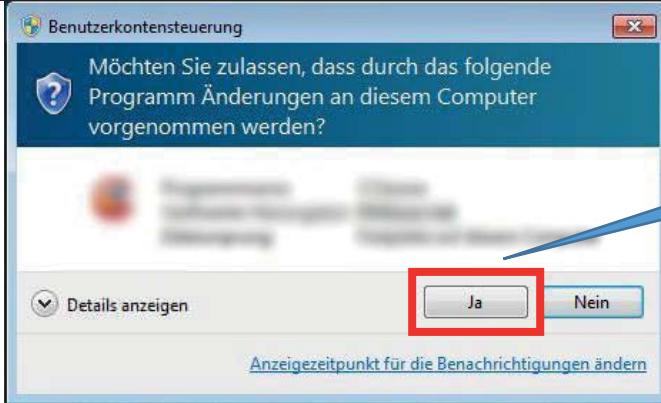 Benutzerkontensteuerung
Möchten Sie zulassen, dass durch das folgende
Programm Änderungen an diesem Computer
vorgenommen werden?
Details anzeigen
Ja
Nein
Anzeigezeitpunkt für die Benachrichtigungen ändern